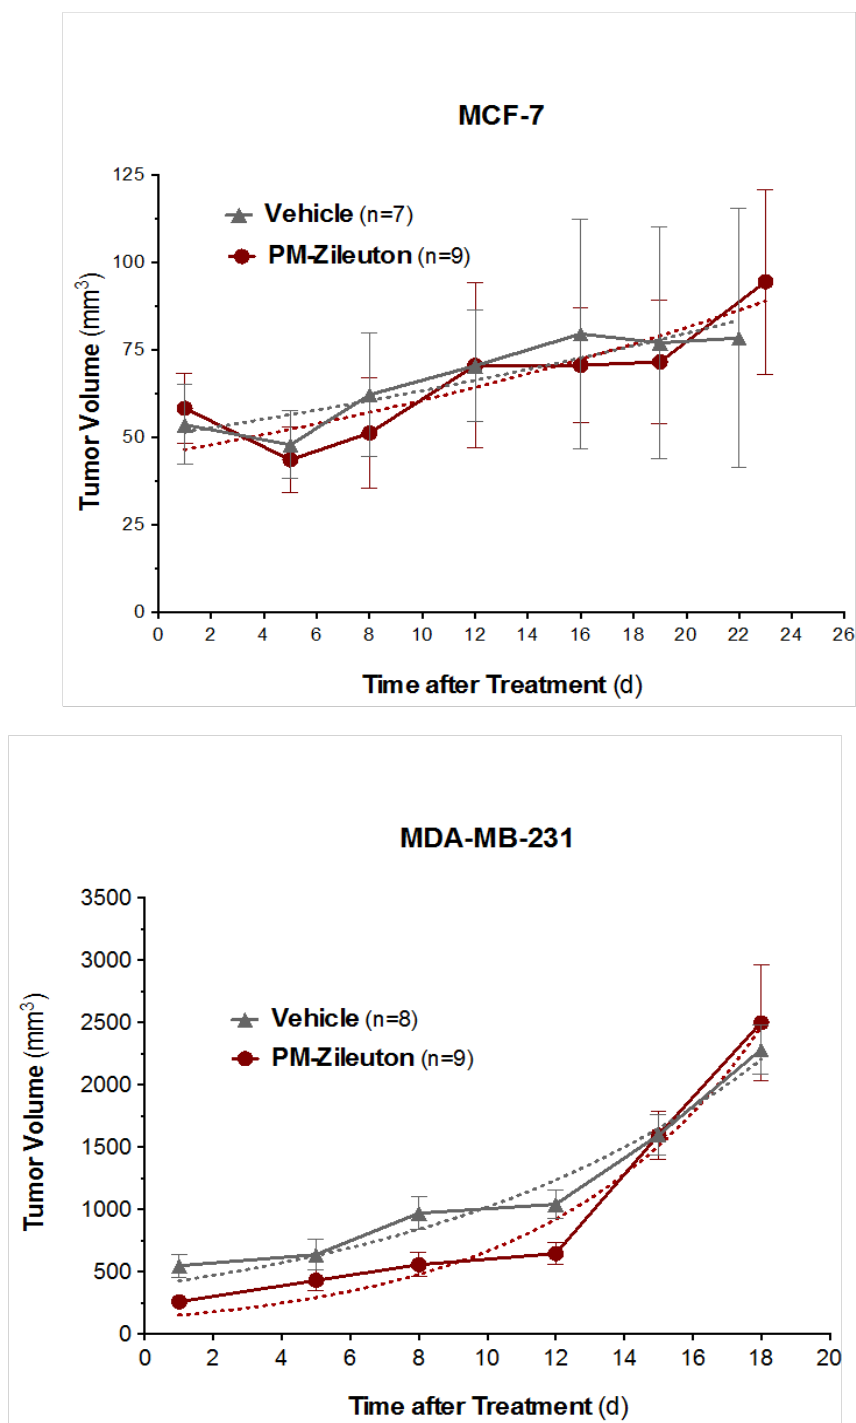 MCF-7
125
100
75
50
25
0
Tumor Volume (mm³)
Vehicle (n=7)
PM-Zileuton (n=9)
0 2 4 6 8 10 12 14 16 18 20 22 24 26
Time after Treatment (d)
MDA-MB-231
3500
3000
2500
2000
1500
1000
500
0
Tumor Volume (mm³)
Vehicle (n=8)
PM-Zileuton (n=9)
0 2 4 6 8 10 12 14 16 18 20
Time after Treatment (d)